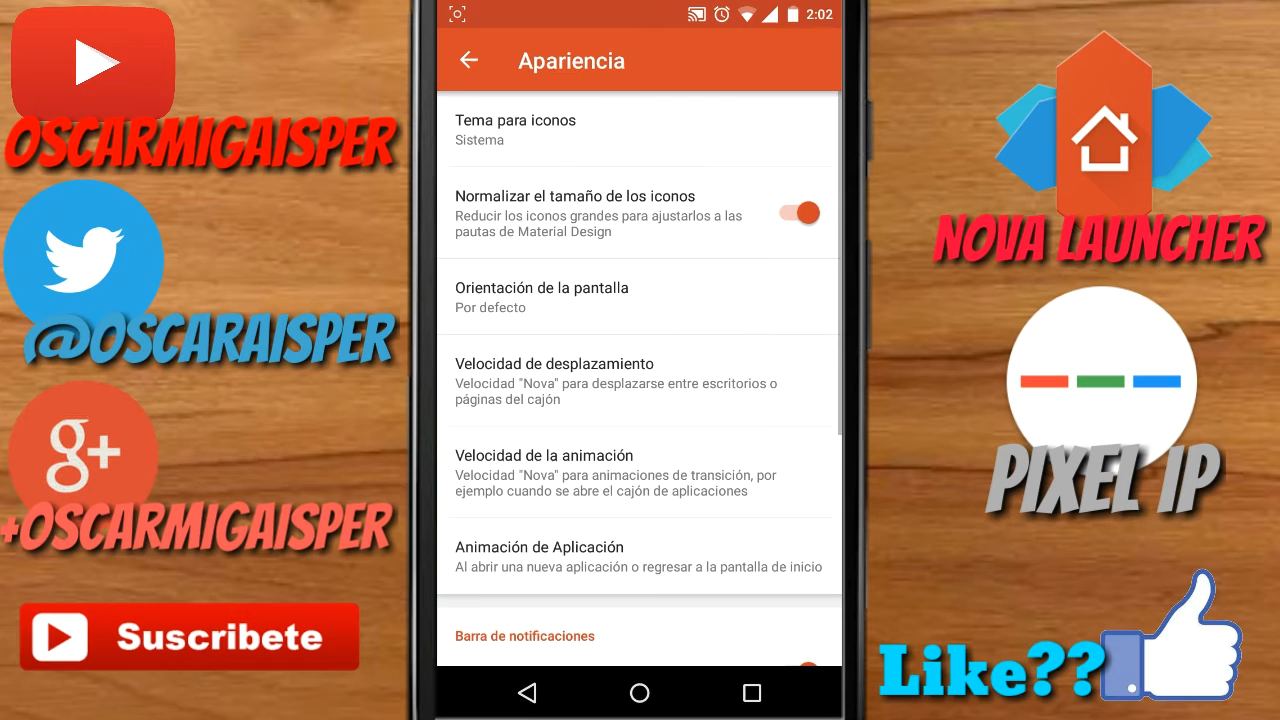 OSCARMIGAISPER
@OSCARAISPER
g+
+OSCARMIGAISPER
Suscribete
2:02
Apariencia
Tema para iconos
Sistema
Normalizar el tamaño de los iconos
Reducir los iconos grandes para ajustarlos a las
pautas de Material Design
Orientación de la pantalla
Por defecto
Velocidad de desplazamiento
Velocidad "Nova" para desplazarse entre escritorios o
páginas del cajón
Velocidad de la animación
Velocidad "Nova" para animaciones de transición, por
ejemplo cuando se abre el cajón de aplicaciones
Animación de Aplicación
Al abrir una nueva aplicación o regresar a la pantalla de inicio
Barra de notificaciones
NOVA LAUNCHER
PIXEL IP
Like??